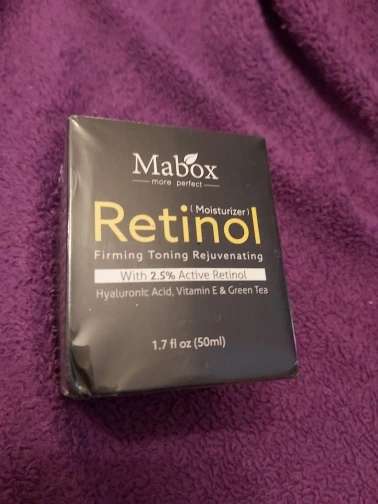 Mabox
more perfect
(Moisturizer)
Retinol
Firming Toning Rejuvenating
With 2.5% Active Retinol
Hyaluronic Acid, Vitamin E & Green Tea
1.7 fl oz (50ml)